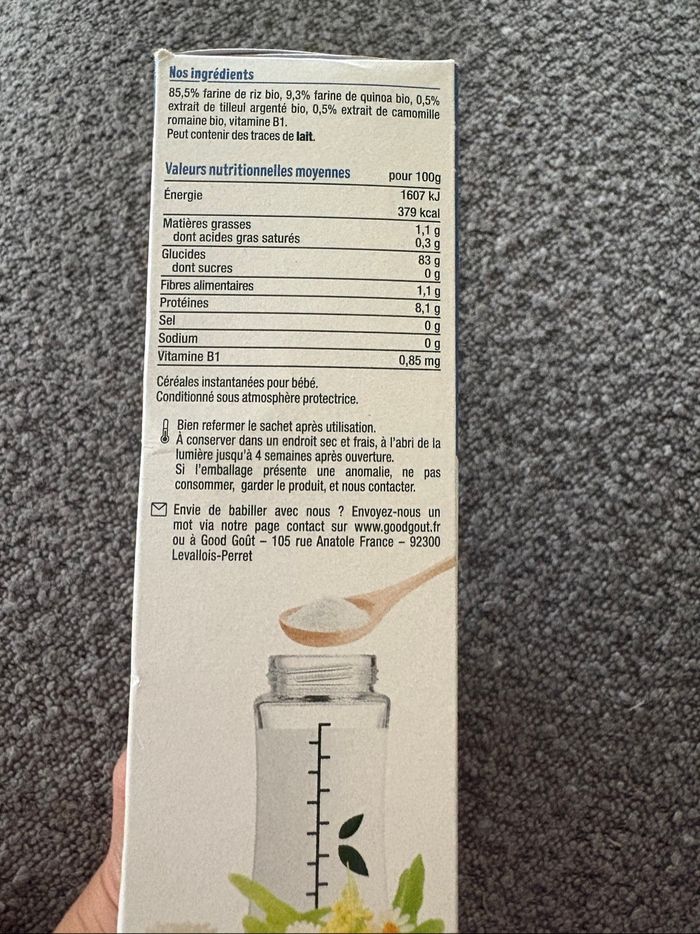 Nos ingrédients
85,5% farine de riz bio, 9,3% farine de quinoa bio, 0,5%
extrait de tilleul argenté bio, 0,5% extrait de camomille
romaine bio, vitamine B1.
Peut contenir des traces de lait.
Valeurs nutritionnelles moyennes pour 100g
Énergie 1607 kJ
379 kcal
Matières grasses 1,1 g
dont acides gras saturés 0,3 g
Glucides 83 g
dont sucres 0 g
Fibres alimentaires 1,1 g
Protéines 8,1 g
Sel 0 g
Sodium 0 g
Vitamine B1 0,85 mg
Céréales instantanées pour bébé.
Conditionné sous atmosphère protectrice.
Bien refermer le sachet après utilisation.
À conserver dans un endroit sec et frais, à l'abri de la
lumière jusqu'à 4 semaines après ouverture.
Si l'emballage présente une anomalie, ne pas
consommer, garder le produit, et nous contacter.
Envie de babiller avec nous ? Envoyez-nous un
mot via notre page contact sur www.goodgout.fr
ou à Good Goût – 105 rue Anatole France – 92300
Levallois-Perret